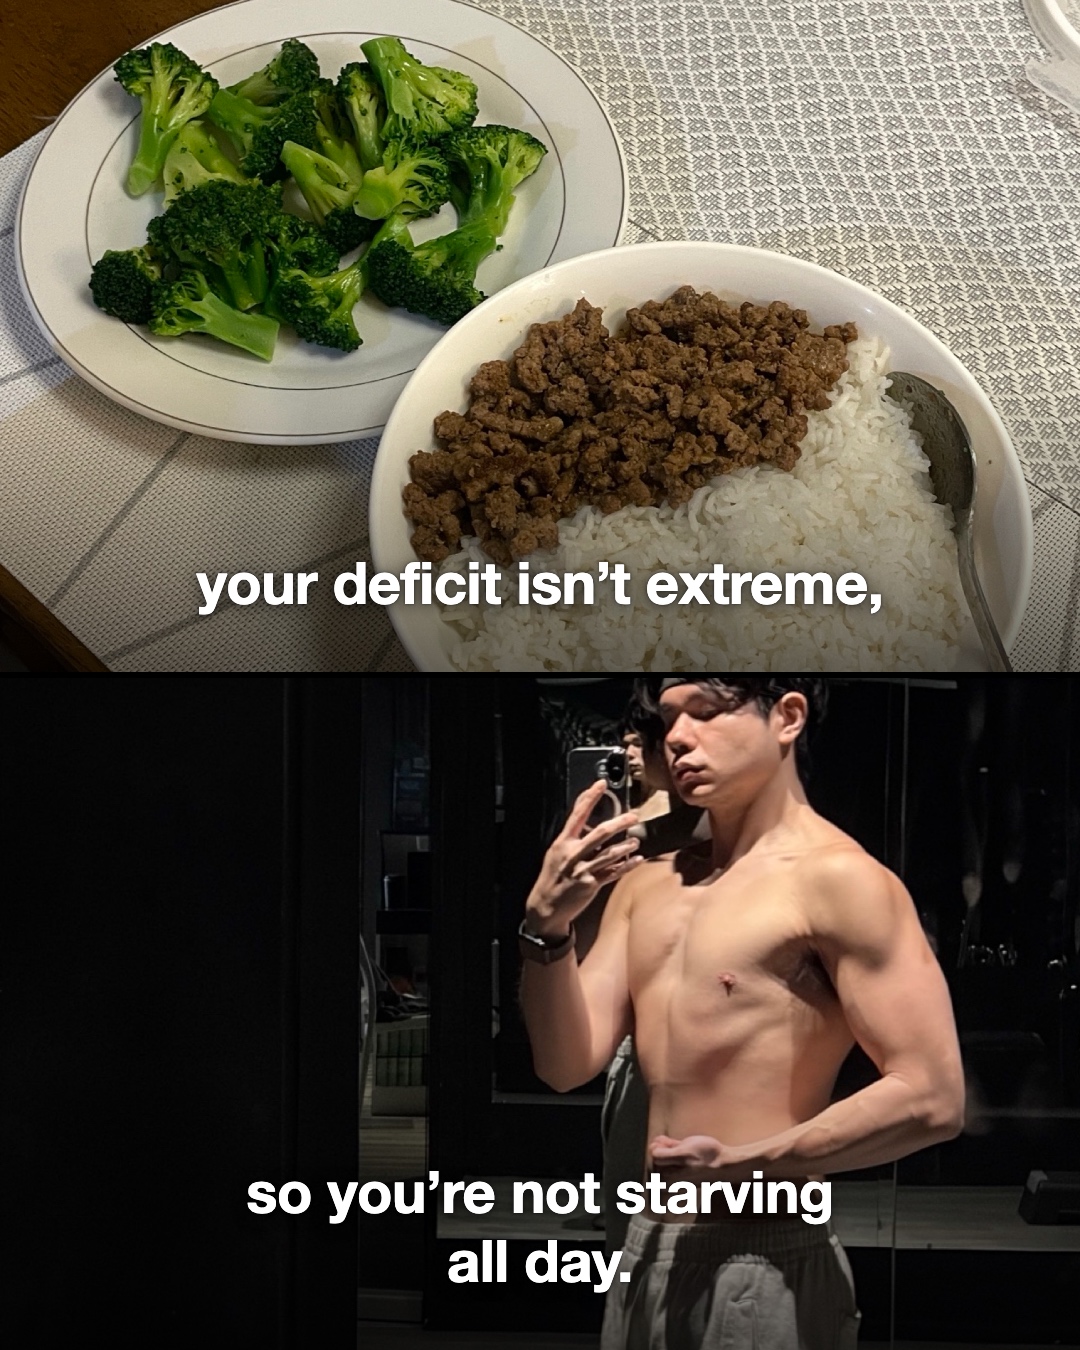 your deficit isn’t extreme,
so you’re not starving
all day.